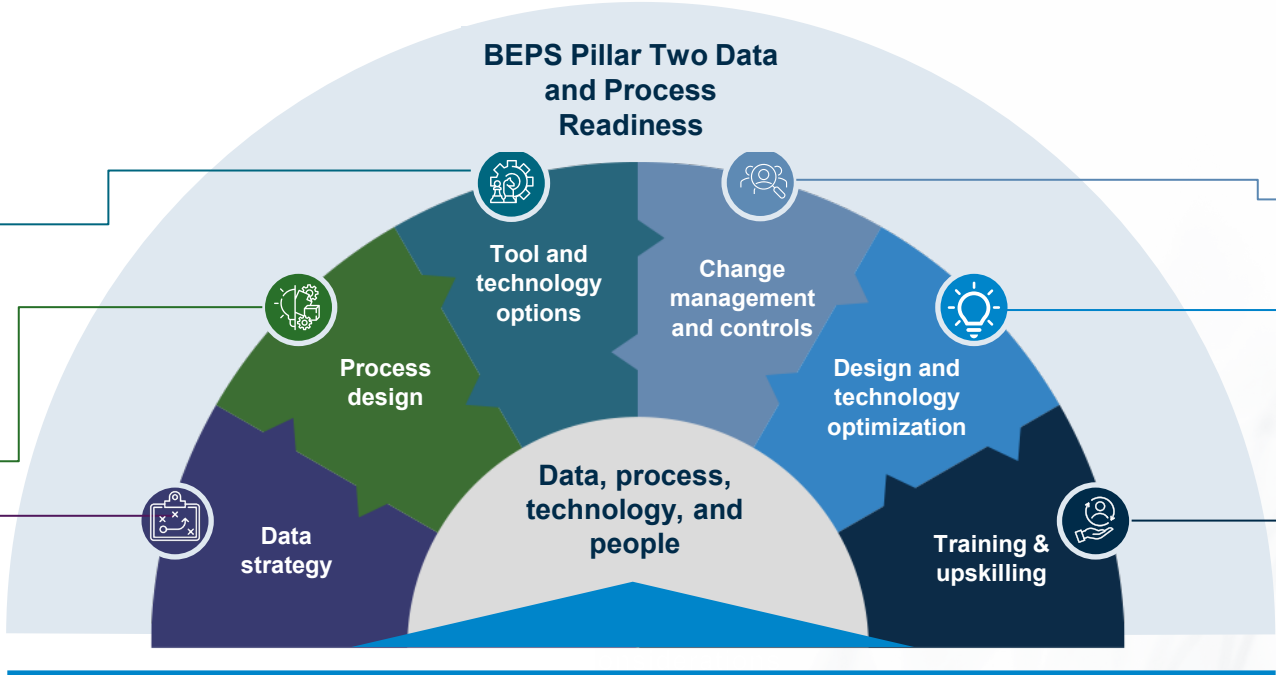 BEPS Pillar Two Data
and Process
Readiness
Tool and
technology
options
Change
management
and controls
Process
design
Design and
technology
optimization
Data
strategy
Data, process,
technology, and
people
Training &
upskilling